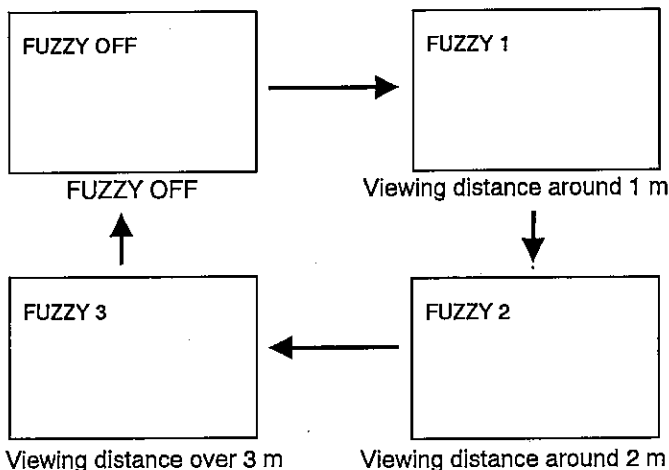 FUZZY OFF
FUZZY 1
FUZZY OFF
Viewing distance around 1 m
FUZZY 3
FUZZY 2
Viewing distance over 3 m
Viewing distance around 2 m